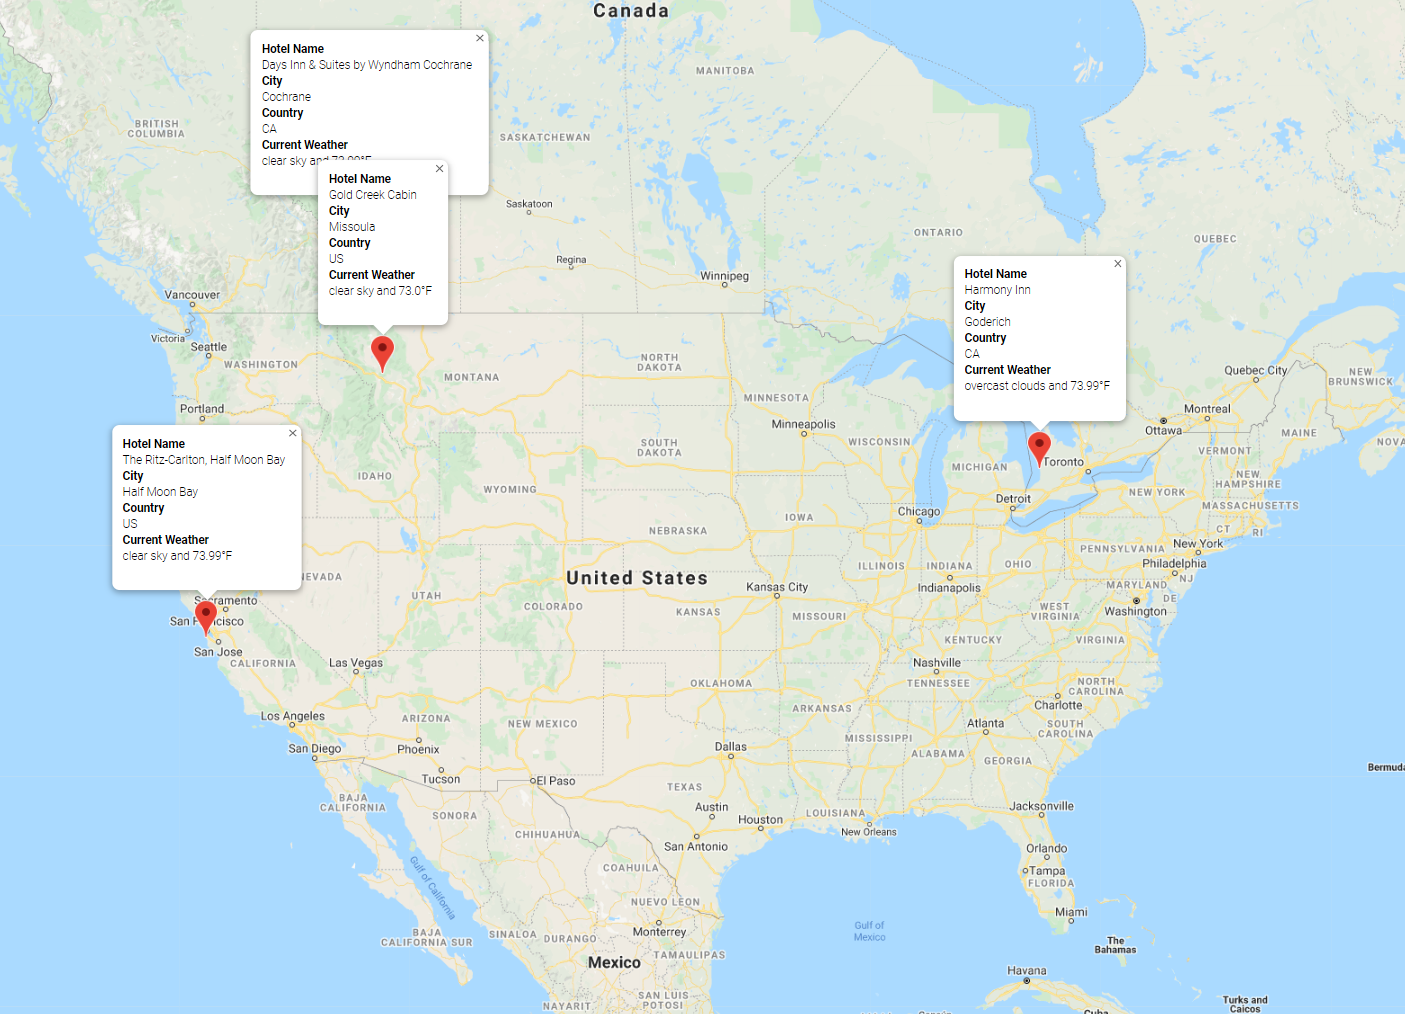 Canada
Hotel Name
Days Inn & Suites by Wyndham Cochrane
City
Cochrane
Country
CA
Current Weather
clear sky and
Hotel Name
Gold Creek Cabin
City
Missoula
Country
US
Current Weather
clear sky and 73.0°F
Hotel Name
Harmony Inn
City
Goderich
Country
CA
Current Weather
overcast clouds and 73.99°F
Hotel Name
The Ritz-Carlton, Half Moon Bay
City
Half Moon Bay
Country
US
Current Weather
clear sky and 73.99°F
MANITOBA
BRITISH
COLUMBIA
SASKATCHEWAN
Saskatoon
ONTARIO
QUEBEC
Regina
Winnipeg
Vancouver
Victoria
Seattle
WASHINGTON
MONTANA
NORTH
DAKOTA
Quebec City
NEW
BRUNSWICK
MINNESOTA
Portland
Montreal
Minneapolis
Ottawa
MAINE
WISCONSIN
NOVA
SOUTH
DAKOTA
VERMONT
Toronto
MICHIGAN
IDAHO
NEW
HAMPSHIRE
WYOMING
NEW YORK
Detroit
MASSACHUSETTS
Chicago
IOWA
CT
RI
NEBRASKA
New York
PENNSYLVANIA
ILLINOIS
INDIANA
OHIO
Philadelphia
NEVADA
United States
NJ
MARYLAND
Indianapolis
Kansas City
UTAH
DE
Sacramento
COLORADO
KANSAS
MISSOURI
WEST
VIRGINIA
Washington
San Francisco
KENTUCKY
VIRGINIA
San Jose
CALIFORNIA
Las Vegas
Nashville
OKLAHOMA
TENNESSEE
NORTH
CAROLINA
Charlotte
ARKANSAS
Los Angeles
ARIZONA
NEW MEXICO
Atlanta
SOUTH
CAROLINA
San Diego
Phoenix
Dallas
MISSISSIPPI
ALABAMA
GEORGIA
Bermuda
Tucson
El Paso
TEXAS
BAJA
CALIFORNIA
Austin
Jacksonville
SONORA
Houston
LOUISIANA
New Orleans
CHIHUAHUA
San Antonio
Orlando
Tampa
COAHUILA
FLORIDA
Gulf of California
NUEVO LEON
Miami
Gulf of
Mexico
BAJA
CALIFORNIA SUR
SINALOA
DURANGO
Monterrey
The
Bahamas
TAMAULIPAS
Mexico
Havana
SAN LUIS
POTOSI
NAYARIT
Turks and
Caicos
Cuba